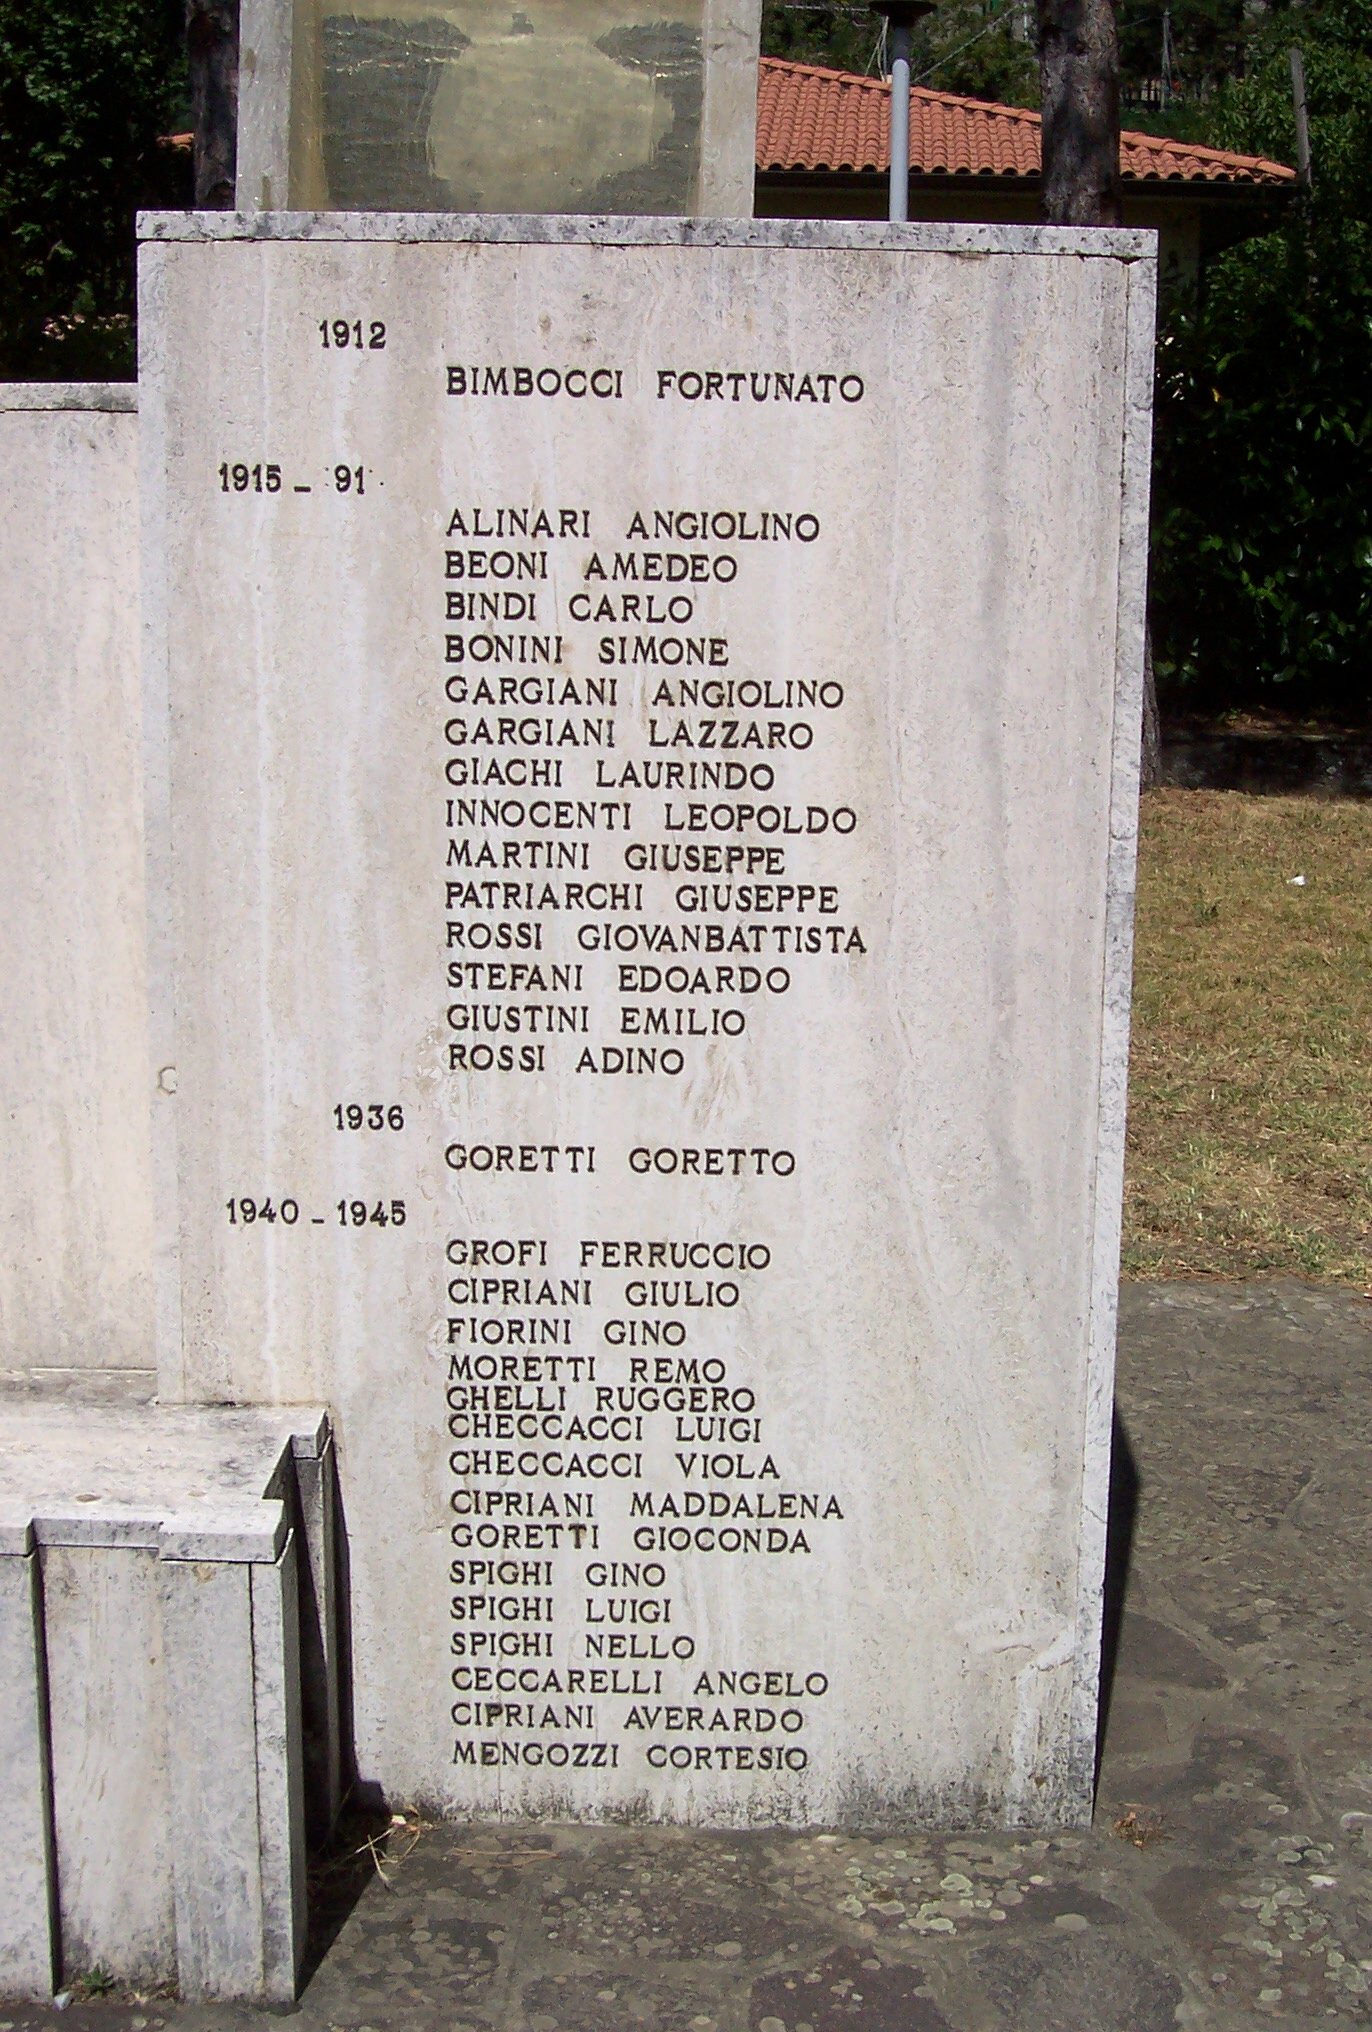 1912
BIMBOCCI FORTUNATO
1915 - 91
ALINARI ANGIOLINO
BEONI AMEDEO
BINDI CARLO
BONINI SIMONE
GARGIANI ANGIOLINO
GARGIANI LAZZARO
GIACHI LAURINDO
INNOCENTI LEOPOLDO
MARTINI GIUSEPPE
PATRIARCHI GIUSEPPE
ROSSI GIOVANBATTISTA
STEFANI EDOARDO
GIUSTINI EMILIO
ROSSI ADINO
1936
GORETTI GORETTO
1940 - 1945
GROFI FERRUCCIO
CIPRIANI GIULIO
FIORINI GINO
MORETTI REMO
GHELLI RUGGERO
CHECCACCI LUIGI
CHECCACCI VIOLA
CIPRIANI MADDALENA
GORETTI GIOCONDA
SPIGHI GINO
SPIGHI LUIGI
SPIGHI NELLO
CECCARELLI ANGELO
CIPRIANI AVERARDO
MENGOZZI CORTESIO